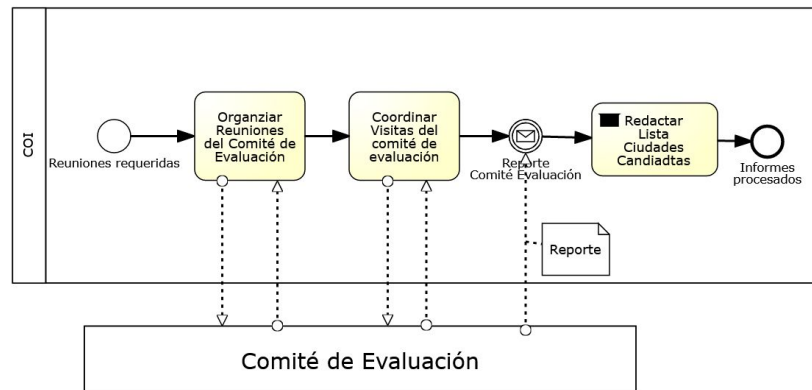 COI
Reuniones requeridas
Organziar
Reuniones
del Comité de
Evaluación
Coordinar
Visitas del
comité de
evaluación
Reporte
Comité Evaluación
Redactar
Lista
Ciudades
Candiadtas
Informes
procesados
Reporte
Comité de Evaluación